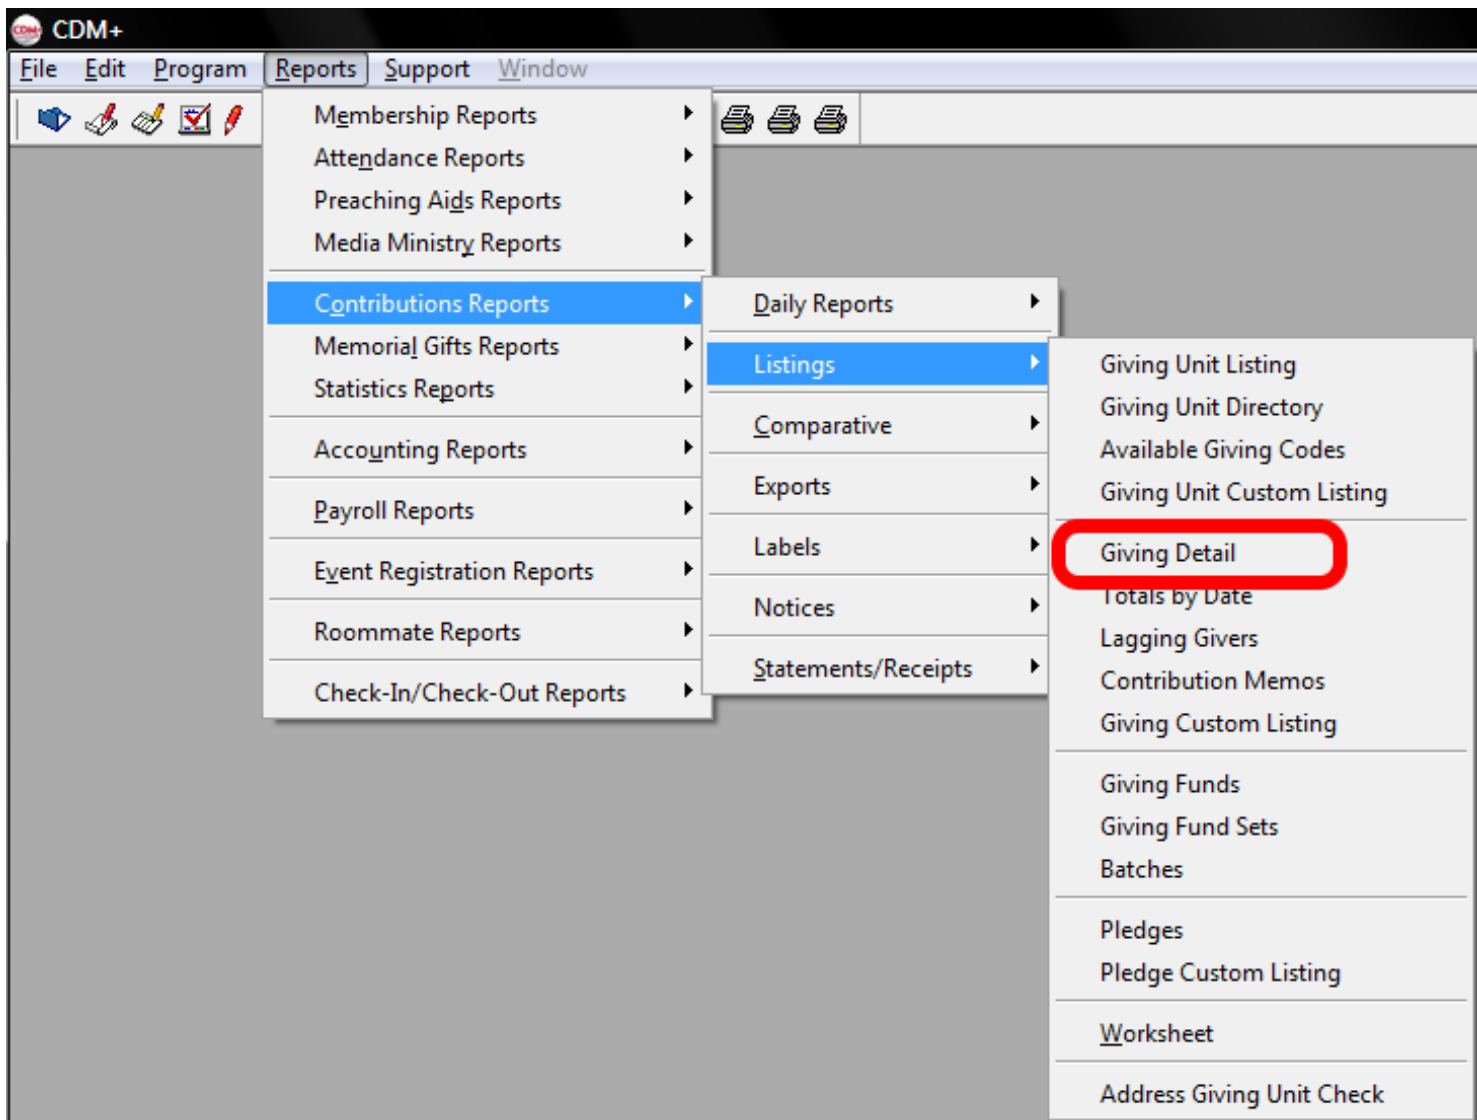 CDM+
File Edit Program Reports Support Window
Membership Reports
Attendance Reports
Preaching Aids Reports
Media Ministry Reports
Contributions Reports
Memorial Gifts Reports
Statistics Reports
Accounting Reports
Payroll Reports
Event Registration Reports
Roommate Reports
Check-In/Check-Out Reports
Daily Reports
Listings
Comparative
Exports
Labels
Notices
Statements/Receipts
Giving Unit Listing
Giving Unit Directory
Available Giving Codes
Giving Unit Custom Listing
Giving Detail
Totals by Date
Lagging Givers
Contribution Memos
Giving Custom Listing
Giving Funds
Giving Fund Sets
Batches
Pledges
Pledge Custom Listing
Worksheet
Address Giving Unit Check